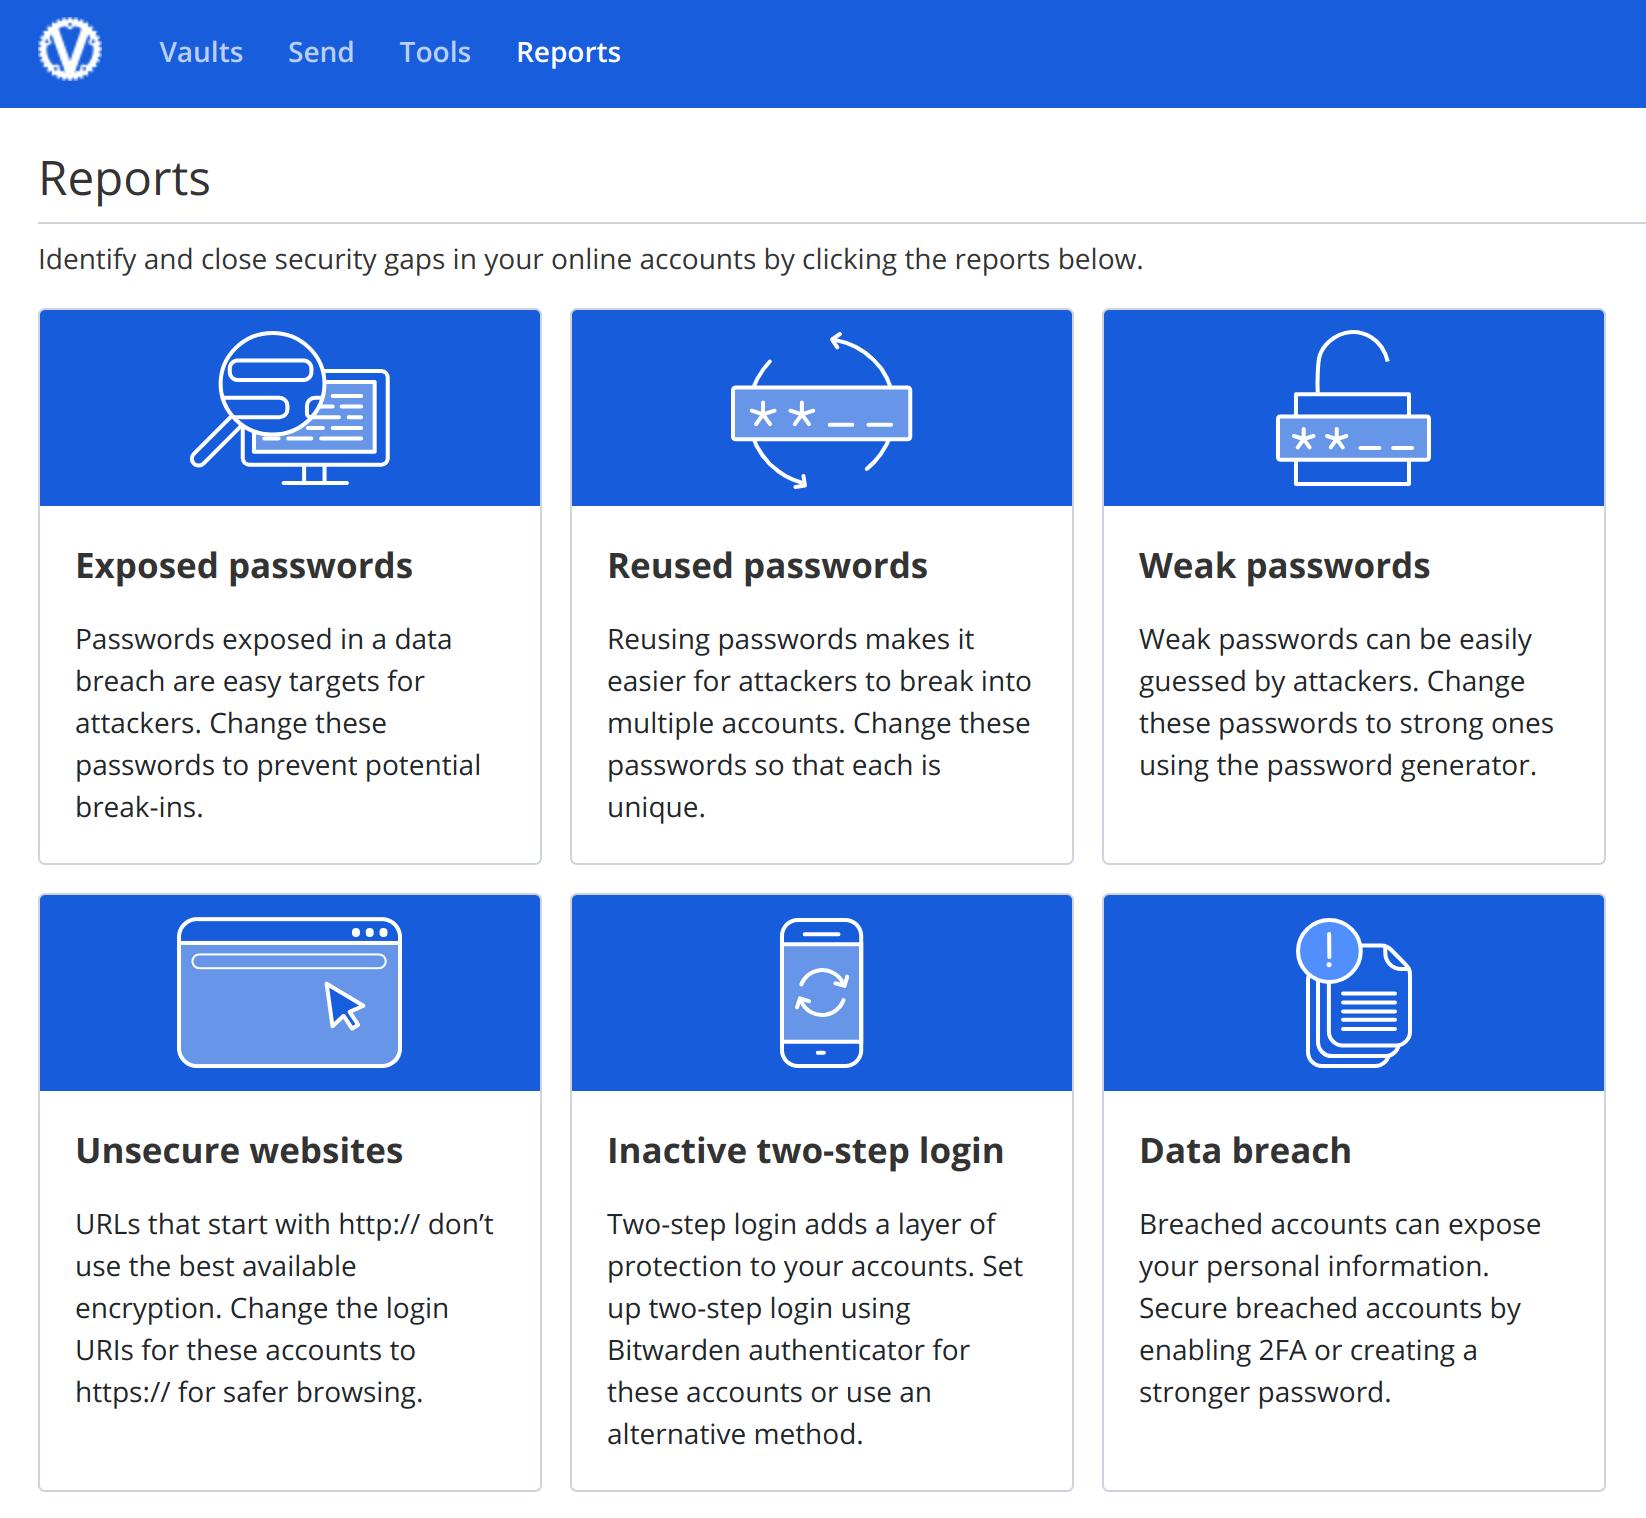 V
Vaults Send Tools Reports
Reports
Identify and close security gaps in your online accounts by clicking the reports below.
* * _ _
* * _ _
Exposed passwords
Passwords exposed in a data
breach are easy targets for
attackers. Change these
passwords to prevent potential
break-ins.
Reused passwords
Reusing passwords makes it
easier for attackers to break into
multiple accounts. Change these
passwords so that each is
unique.
Weak passwords
Weak passwords can be easily
guessed by attackers. Change
these passwords to strong ones
using the password generator.
!
Unsecure websites
URLs that start with http:// don’t
use the best available
encryption. Change the login
URIs for these accounts to
https:// for safer browsing.
Inactive two-step login
Two-step login adds a layer of
protection to your accounts. Set
up two-step login using
Bitwarden authenticator for
these accounts or use an
alternative method.
Data breach
Breached accounts can expose
your personal information.
Secure breached accounts by
enabling 2FA or creating a
stronger password.